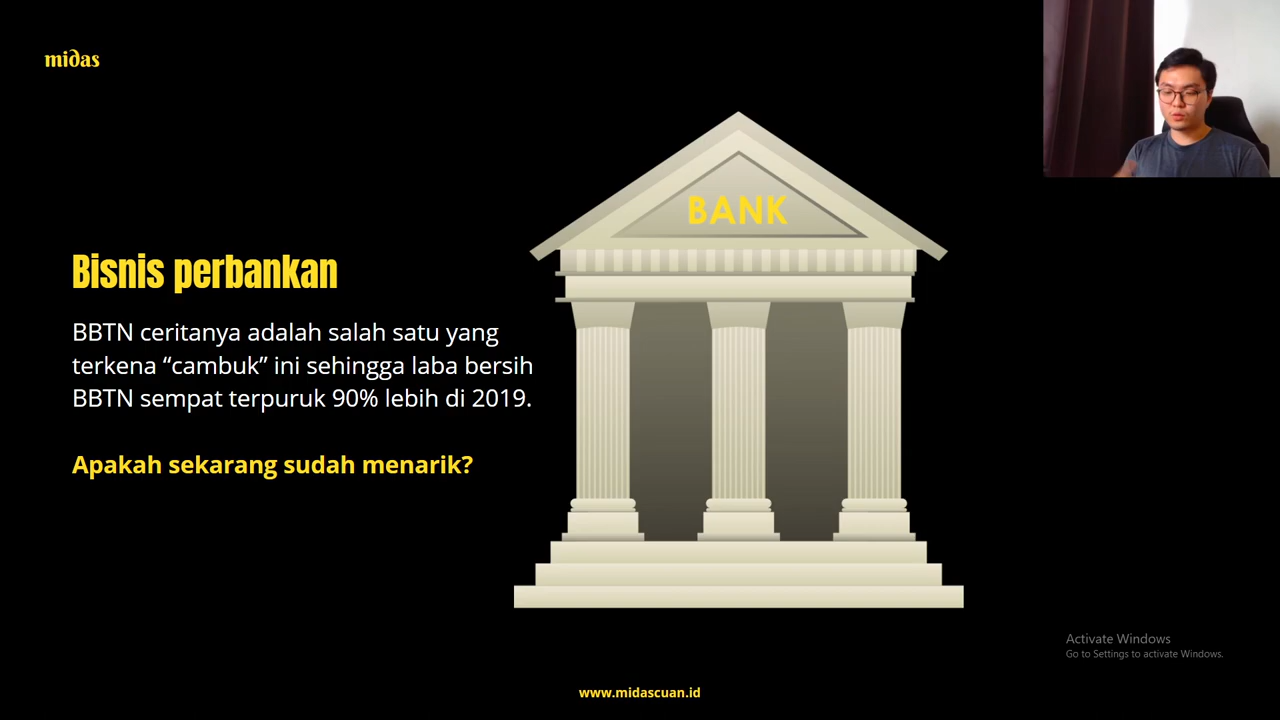 midas
BANK
Bisnis perbankan
BBTN ceritanya adalah salah satu yang
terkena “cambuk” ini sehingga laba bersih
BBTN sempat terpuruk 90% lebih di 2019.
Apakah sekarang sudah menarik?
Activate Windows
Go to Settings to activate Windows.
www.midascuan.id